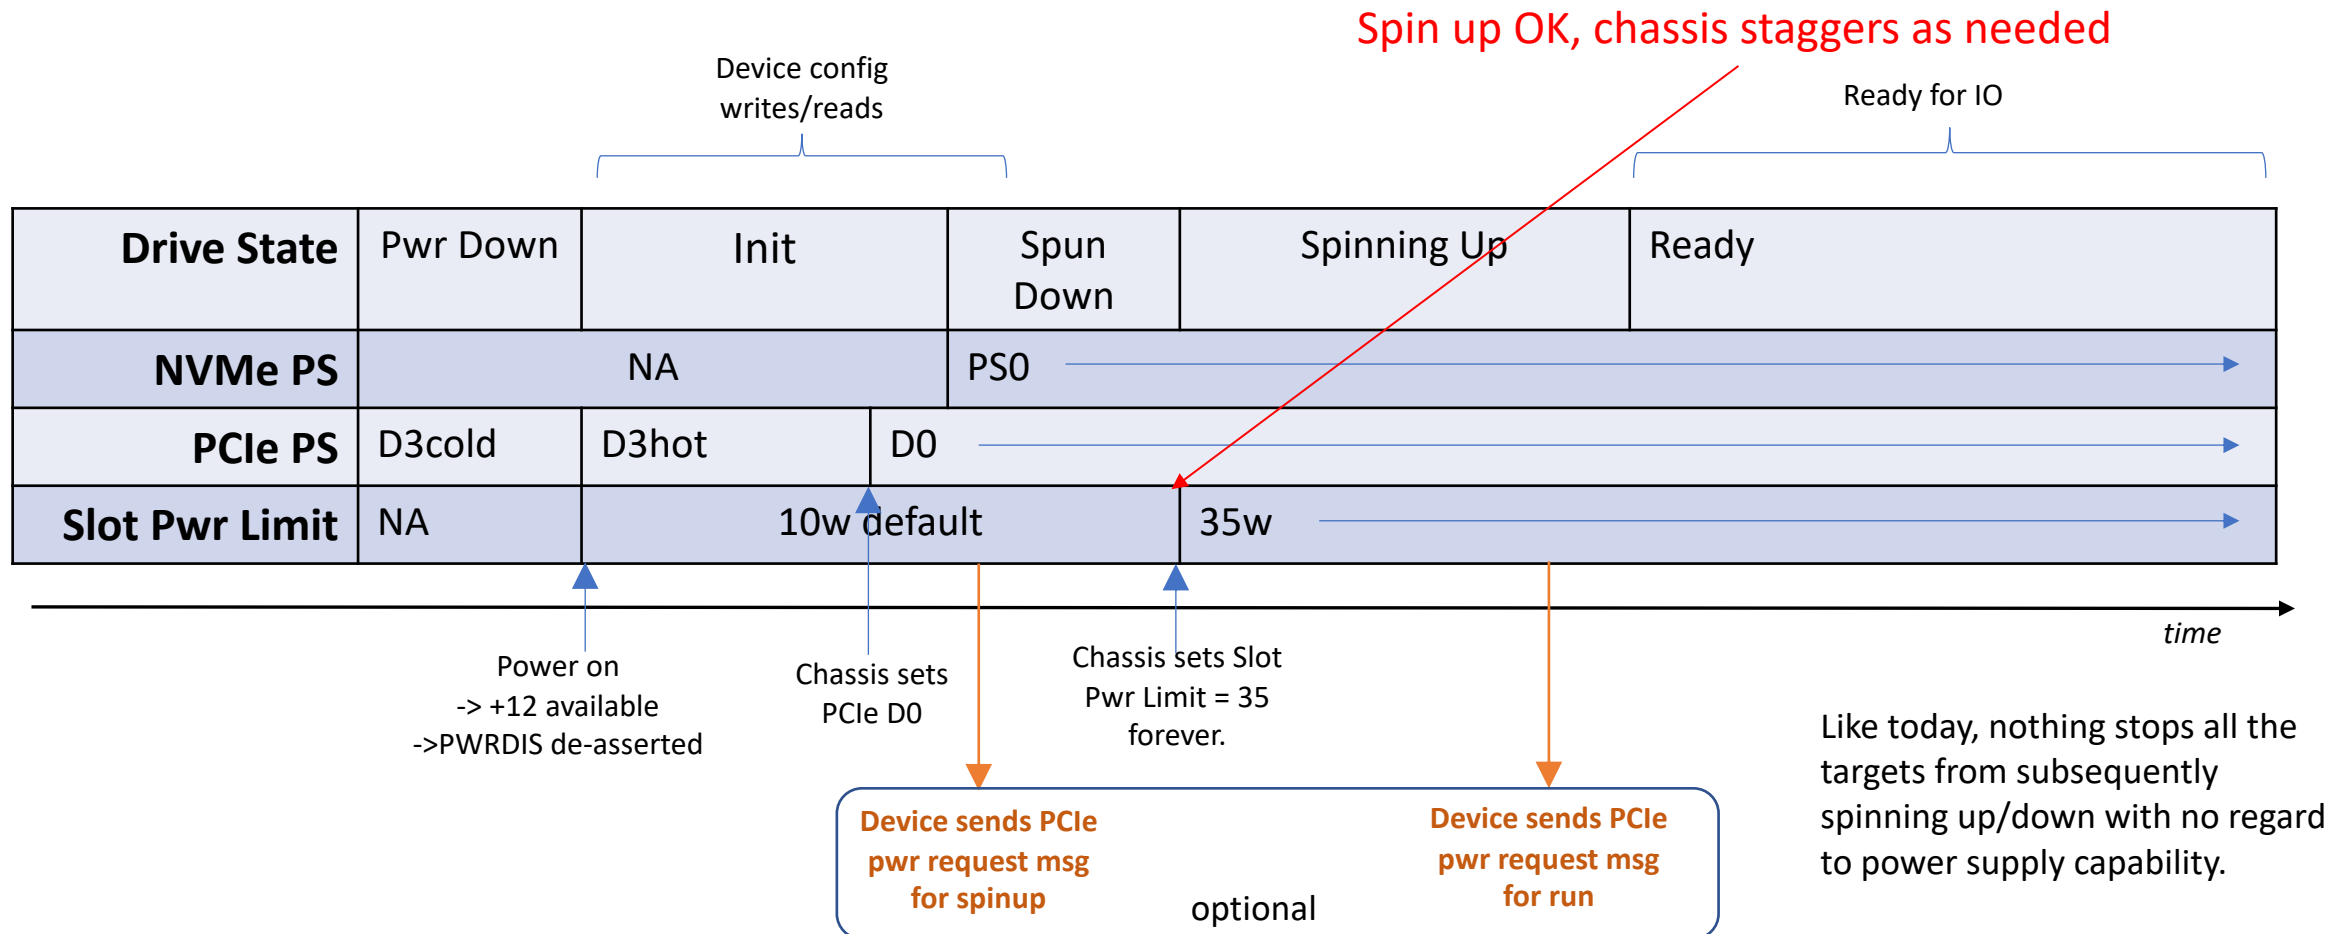 Spin up OK, chassis staggers as needed
Device config
writes/reads
Ready for IO
Drive State
Pwr Down
Init
Spun
Down
Spinning Up
Ready
NVMe PS
NA
PS0
PCIe PS
D3cold
D3hot
D0
Slot Pwr Limit
NA
10w default
35w
time
Power on
-> +12 available
->PWRDIS de-asserted
Chassis sets
PCIe D0
Chassis sets Slot
Pwr Limit = 35
forever.
Device sends PCIe
pwr request msg
for spinup
optional
Device sends PCIe
pwr request msg
for run
Like today, nothing stops all the
targets from subsequently
spinning up/down with no regard
to power supply capability.